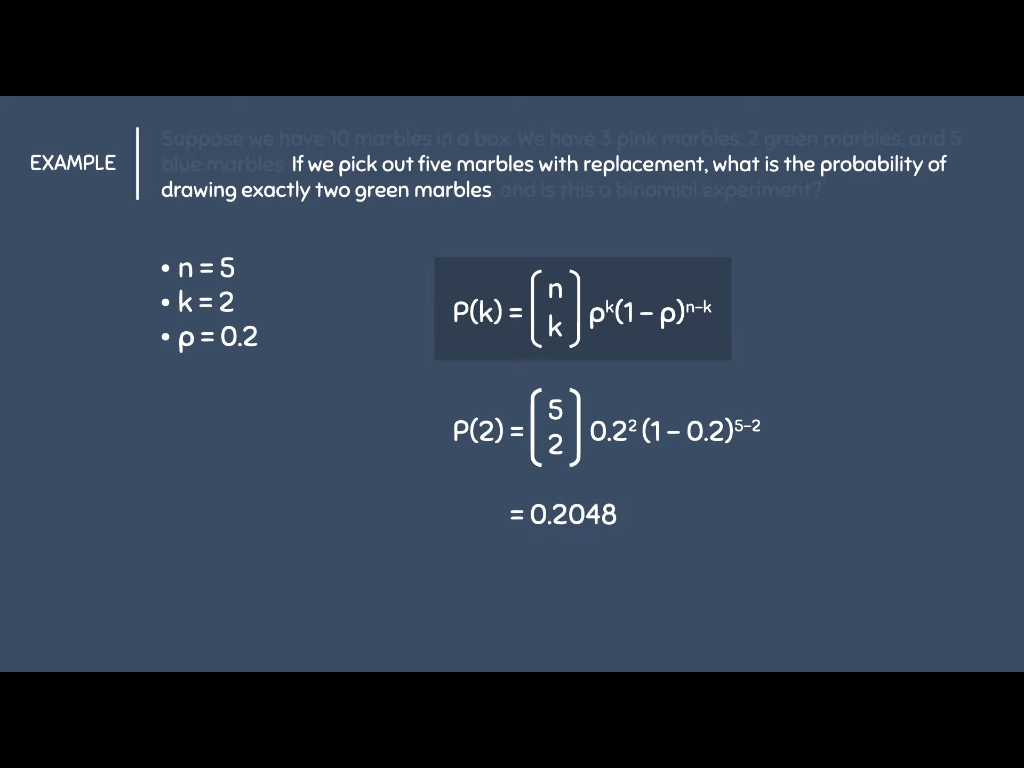 EXAMPLE
Suppose we have 10 marbles in a box. We have 3 pink marbles, 2 green marbles, and 5
blue marbles. If we pick out five marbles with replacement, what is the probability of
drawing exactly two green marbles and is this a binomial experiment?
• n = 5
• k = 2
• p = 0.2
P(k) = (n k) pᵏ(1 – p)ⁿ⁻ᵏ
P(2) = (5 2) 0.2² (1 – 0.2)⁵⁻²
= 0.2048